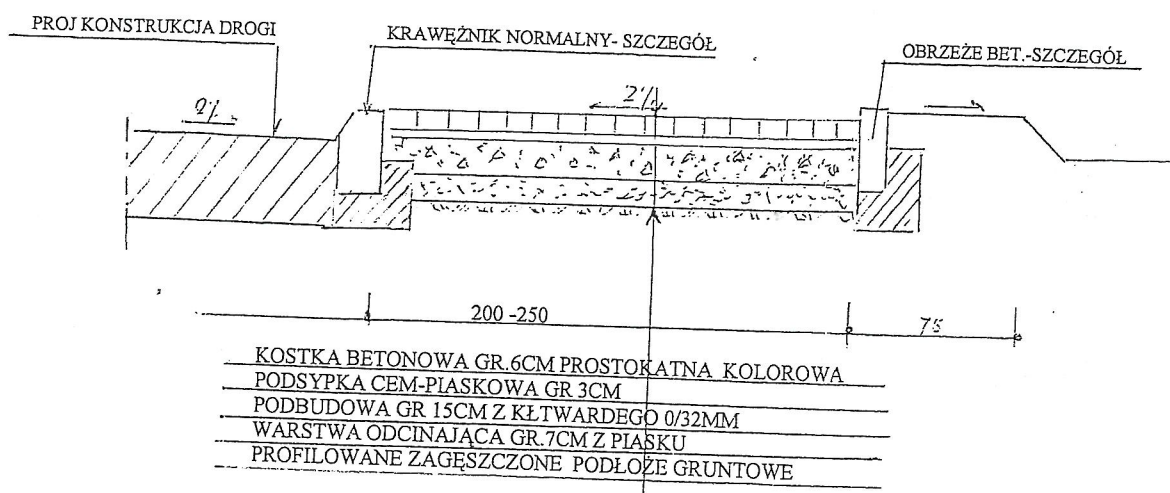 PROJ KONSTRUKCJA DROGI
KRAWĘŻNIK NORMALNY- SZCZEGÓŁ
OBRZEŻE BET.-SZCZEGÓŁ
2%
2%
200 -250
75
KOSTKA BETONOWA GR.6CM PROSTOKATNA KOLOROWA
PODSYPKA CEM-PIASKOWA GR 3CM
PODBUDOWA GR 15CM Z KŁTWARDEGO 0/32MM
WARSTWA ODCINAJĄCA GR.7CM Z PIASKU
PROFILOWANE ZAGĘSZCZONE PODŁOŻE GRUNTOWE